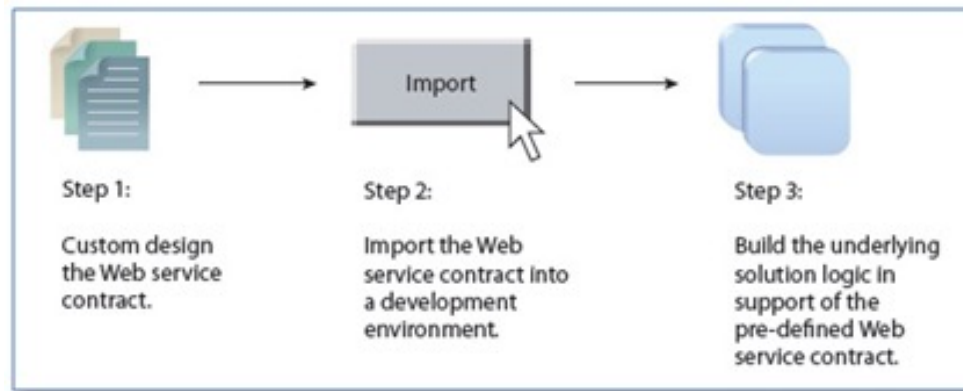 Import
Step 1:
Custom design
the Web service
contract.
Step 2:
Import the Web
service contract into
a development
environment.
Step 3:
Build the underlying
solution logic in
support of the
pre-defined Web
service contract.